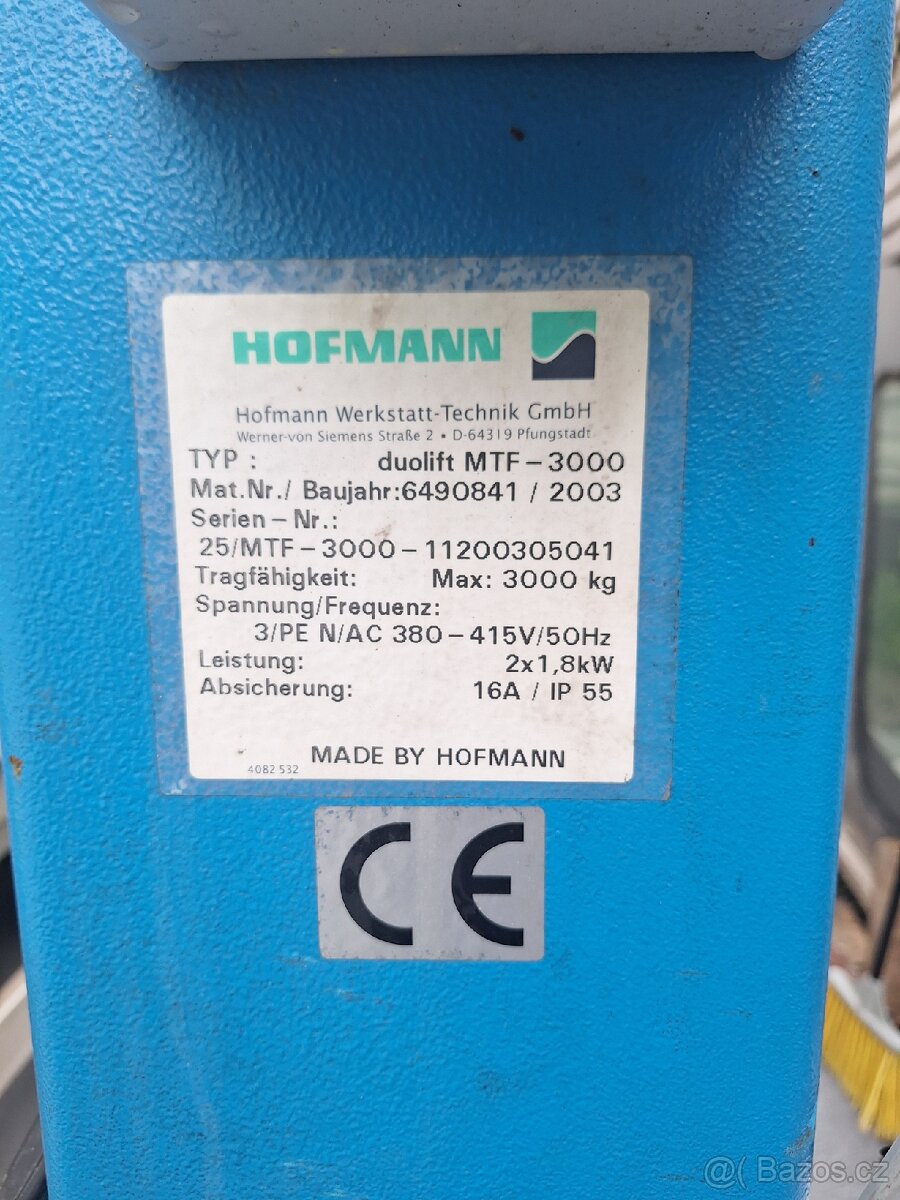 HOFMANN
Hofmann Werkstatt-Technik GmbH
Werner-von Siemens Straße 2 • D-64319 Pfungstadt
TYP : duolift MTF-3000
Mat.Nr./ Baujahr:6490841 / 2003
Serien-Nr.:
25/MTF-3000-11200305041
Tragfähigkeit: Max: 3000 kg
Spannung/Frequenz:
3/PE N/AC 380-415V/50Hz
Leistung: 2x1,8kW
Absicherung: 16A / IP 55
MADE BY HOFMANN
4082 532
CE
@( Bazos.cz